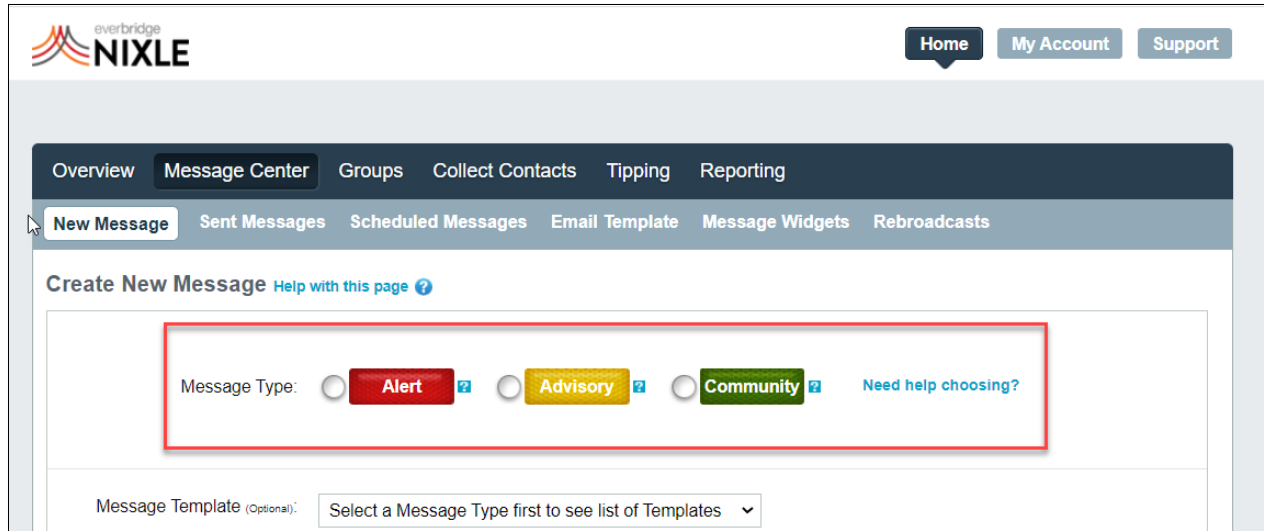 everbridge
NIXLE
Home My Account Support
Overview Message Center Groups Collect Contacts Tipping Reporting
New Message Sent Messages Scheduled Messages Email Template Message Widgets Rebroadcasts
Create New Message Help with this page ?
Message Type: Alert ? Advisory ? Community ? Need help choosing?
Message Template (Optional): Select a Message Type first to see list of Templates